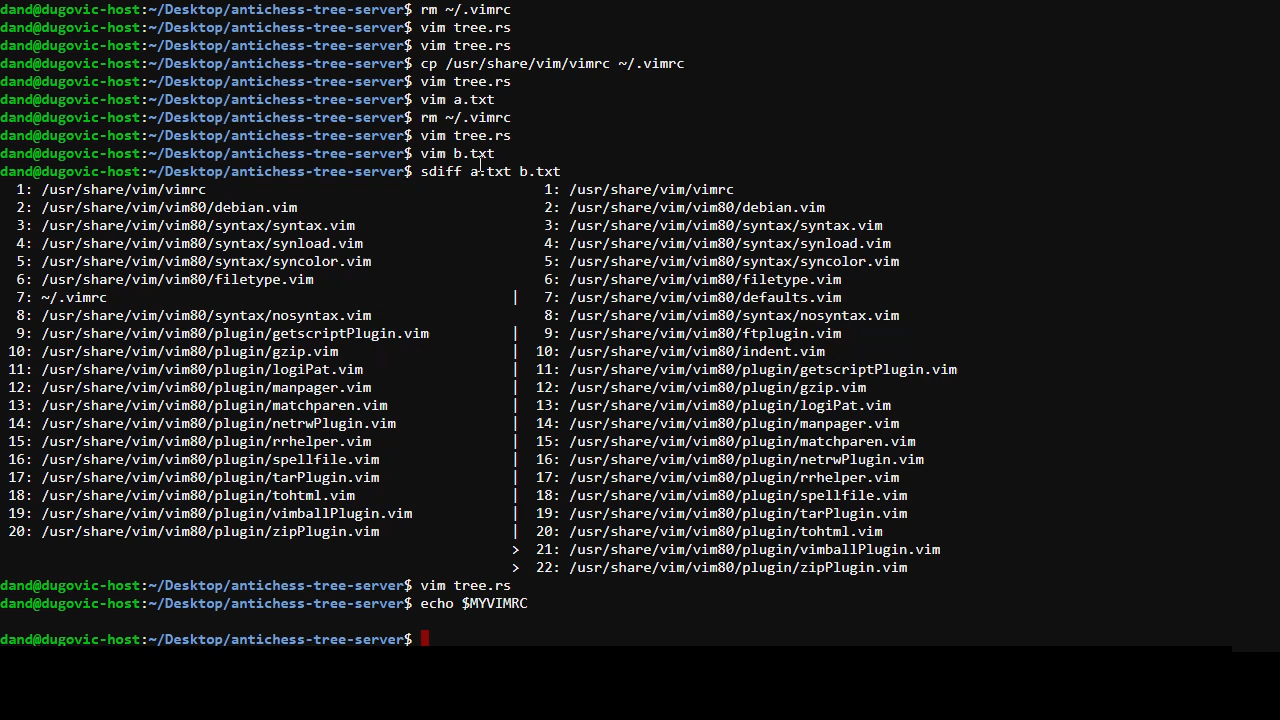 dand@dugovic-host:~/Desktop/antichess-tree-server$ rm ~/.vimrc
dand@dugovic-host:~/Desktop/antichess-tree-server$ vim tree.rs
dand@dugovic-host:~/Desktop/antichess-tree-server$ vim tree.rs
dand@dugovic-host:~/Desktop/antichess-tree-server$ cp /usr/share/vim/vimrc ~/.vimrc
dand@dugovic-host:~/Desktop/antichess-tree-server$ vim tree.rs
dand@dugovic-host:~/Desktop/antichess-tree-server$ vim a.txt
dand@dugovic-host:~/Desktop/antichess-tree-server$ rm ~/.vimrc
dand@dugovic-host:~/Desktop/antichess-tree-server$ vim tree.rs
dand@dugovic-host:~/Desktop/antichess-tree-server$ vim b.txt
dand@dugovic-host:~/Desktop/antichess-tree-server$ sdiff a.txt b.txt
1: /usr/share/vim/vimrc 1: /usr/share/vim/vimrc
2: /usr/share/vim/vim80/debian.vim 2: /usr/share/vim/vim80/debian.vim
3: /usr/share/vim/vim80/syntax/syntax.vim 3: /usr/share/vim/vim80/syntax/syntax.vim
4: /usr/share/vim/vim80/syntax/synload.vim 4: /usr/share/vim/vim80/syntax/synload.vim
5: /usr/share/vim/vim80/syntax/syncolor.vim 5: /usr/share/vim/vim80/syntax/syncolor.vim
6: /usr/share/vim/vim80/filetype.vim 6: /usr/share/vim/vim80/filetype.vim
7: ~/.vimrc | 7: /usr/share/vim/vim80/defaults.vim
8: /usr/share/vim/vim80/syntax/nosyntax.vim 8: /usr/share/vim/vim80/syntax/nosyntax.vim
9: /usr/share/vim/vim80/plugin/getscriptPlugin.vim | 9: /usr/share/vim/vim80/ftplugin.vim
10: /usr/share/vim/vim80/plugin/gzip.vim | 10: /usr/share/vim/vim80/indent.vim
11: /usr/share/vim/vim80/plugin/logiPat.vim | 11: /usr/share/vim/vim80/plugin/getscriptPlugin.vim
12: /usr/share/vim/vim80/plugin/manpager.vim | 12: /usr/share/vim/vim80/plugin/gzip.vim
13: /usr/share/vim/vim80/plugin/matchparen.vim | 13: /usr/share/vim/vim80/plugin/logiPat.vim
14: /usr/share/vim/vim80/plugin/netrwPlugin.vim | 14: /usr/share/vim/vim80/plugin/manpager.vim
15: /usr/share/vim/vim80/plugin/rrhelper.vim | 15: /usr/share/vim/vim80/plugin/matchparen.vim
16: /usr/share/vim/vim80/plugin/spellfile.vim | 16: /usr/share/vim/vim80/plugin/netrwPlugin.vim
17: /usr/share/vim/vim80/plugin/tarPlugin.vim | 17: /usr/share/vim/vim80/plugin/rrhelper.vim
18: /usr/share/vim/vim80/plugin/tohtml.vim | 18: /usr/share/vim/vim80/plugin/spellfile.vim
19: /usr/share/vim/vim80/plugin/vimballPlugin.vim | 19: /usr/share/vim/vim80/plugin/tarPlugin.vim
20: /usr/share/vim/vim80/plugin/zipPlugin.vim | 20: /usr/share/vim/vim80/plugin/tohtml.vim
> 21: /usr/share/vim/vim80/plugin/vimballPlugin.vim
> 22: /usr/share/vim/vim80/plugin/zipPlugin.vim
dand@dugovic-host:~/Desktop/antichess-tree-server$ vim tree.rs
dand@dugovic-host:~/Desktop/antichess-tree-server$ echo $MYVIMRC
dand@dugovic-host:~/Desktop/antichess-tree-server$